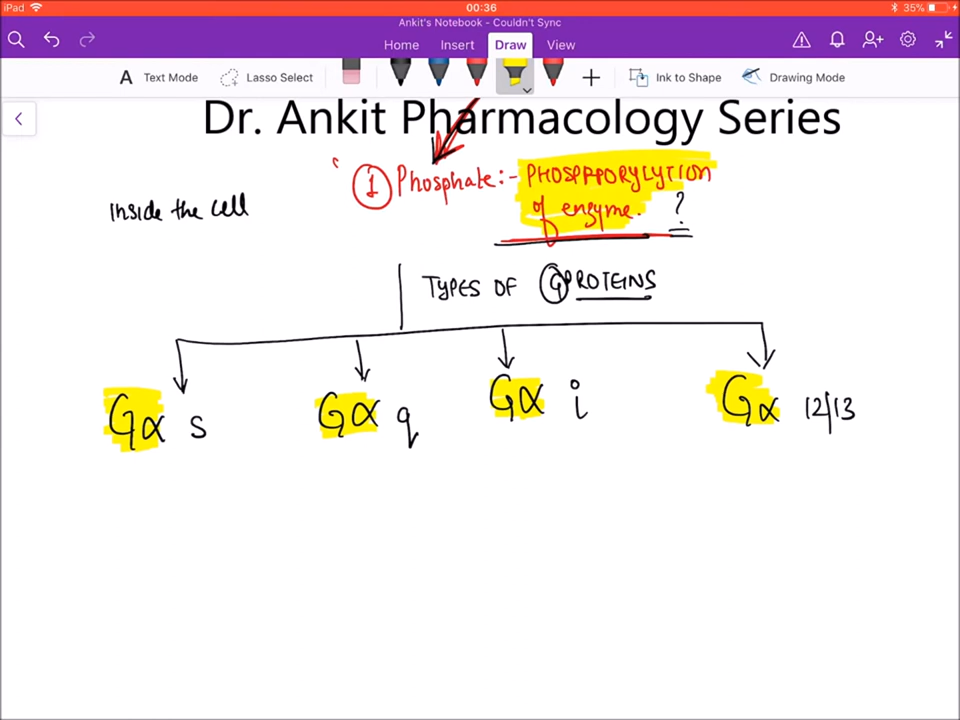 iPad 00:36 35%
Ankit's Notebook - Couldn't Sync
Home Insert Draw View
A Text Mode Lasso Select Ink to Shape Drawing Mode
Dr. Ankit Pharmacology Series
1 Phosphate:- PHOSPPPORYLYTION
of enzyme. ?
Inside the cell
TYPES OF G PROTEINS
Gα s Gα q Gα i Gα 12/13